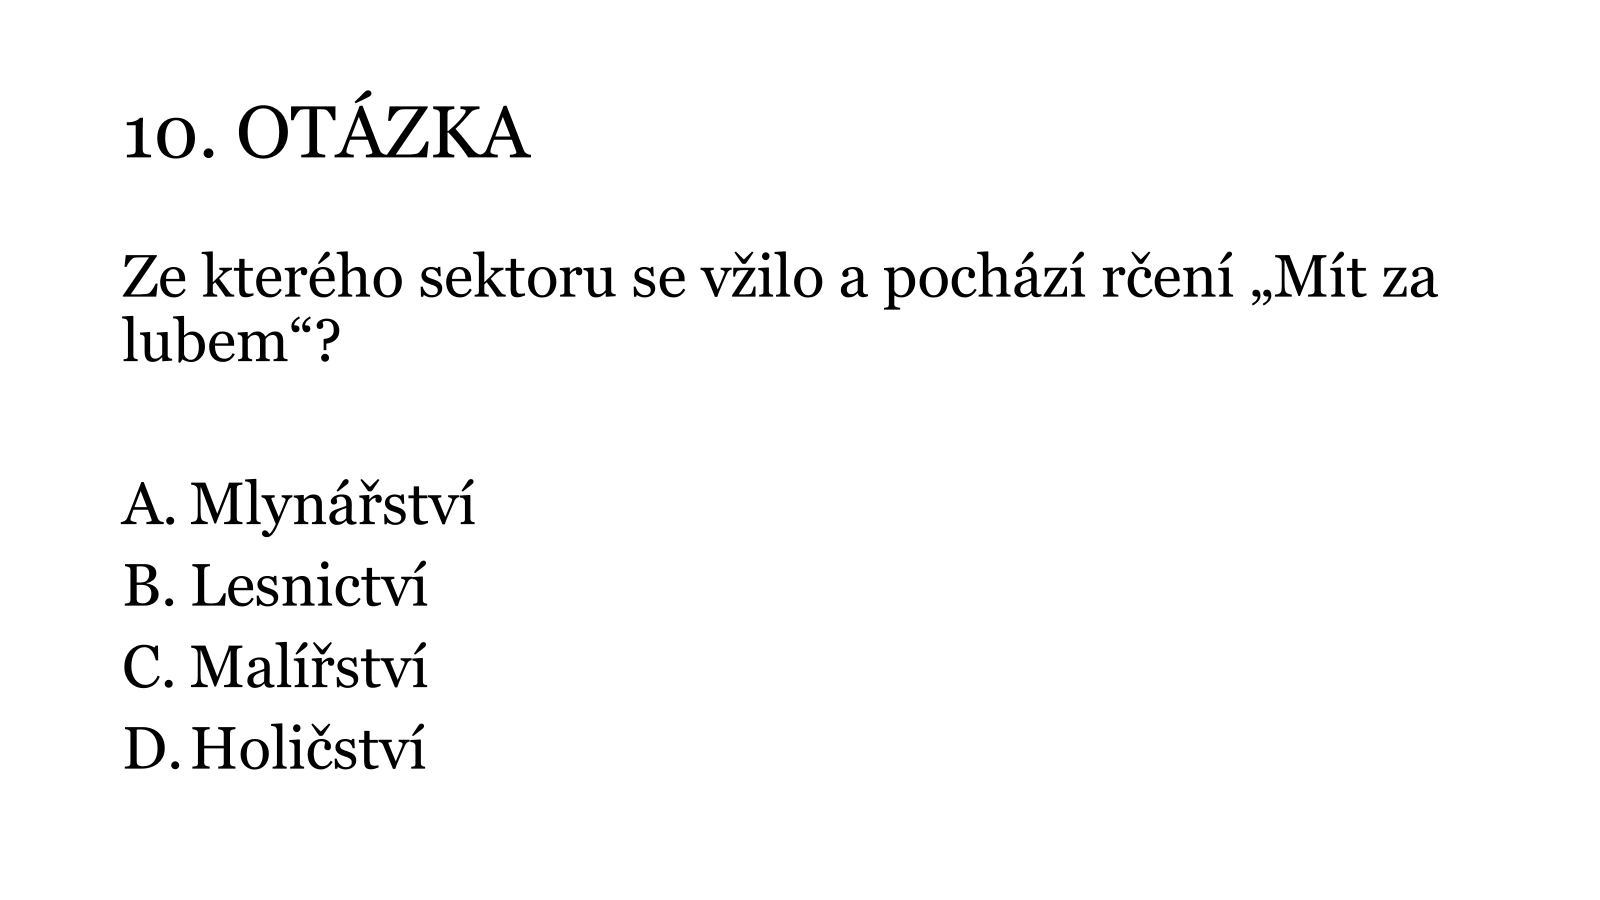 10. OTÁZKA
Ze kterého sektoru se vžilo a pochází rčení „Mít za
lubem“?
A. Mlynářství
B. Lesnictví
C. Malířství
D. Holičství